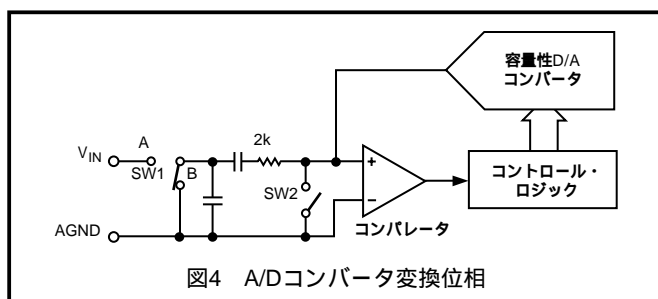 容量性D/A
コンバータ
A
2k
VIN
SW1
B
SW2
+
−
コンパレータ
コントロール・
ロジック
AGND
図4 A/Dコンバータ変換位相